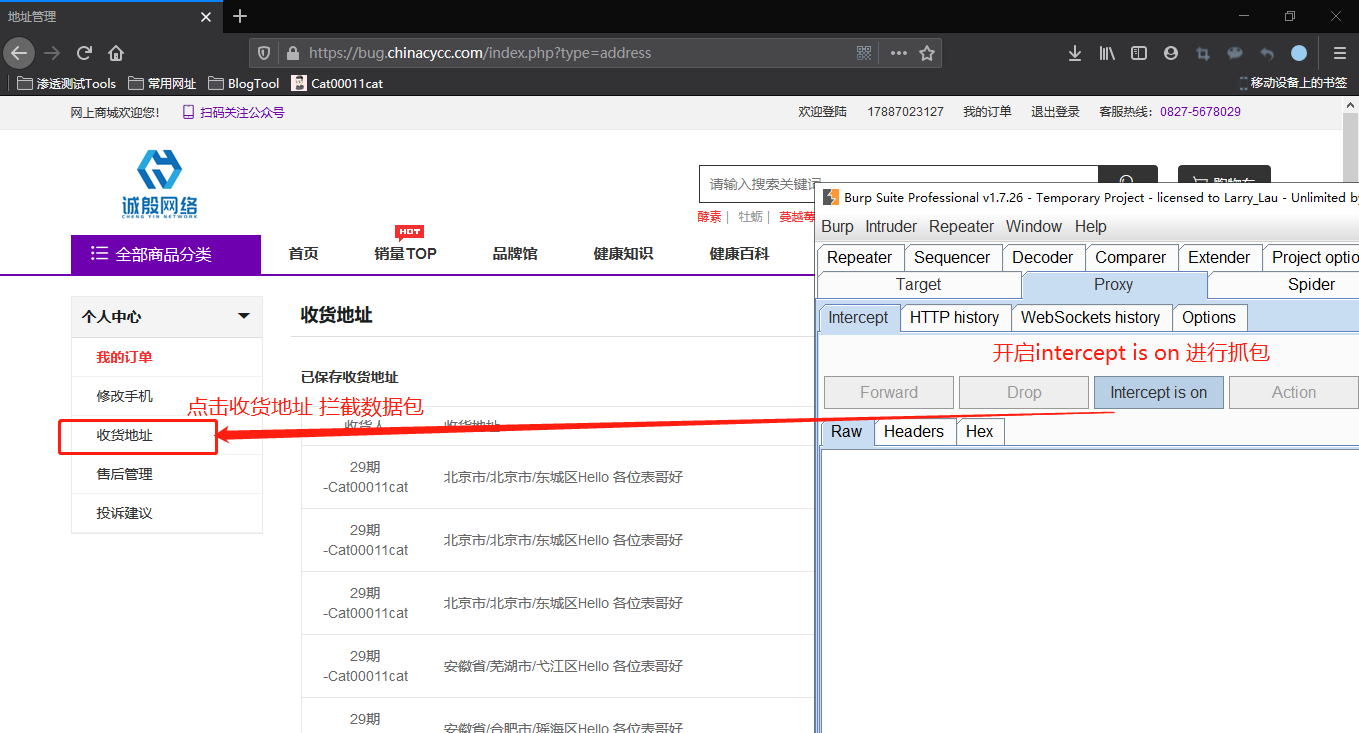 地址管理
https://bug.chinacycc.com/index.php?type=address
渗透测试Tools 常用网址 BlogTool Cat00011cat 移动设备上的书签
网上商城欢迎您! 扫码关注公众号 欢迎登陆 17887023127 我的订单 退出登录 客服热线: 0827-5678029
诚殷网络
CHENG YIN NETWORK
请输入搜索关键词
酵素 | 牡蛎 | 蔓越莓
HOT
全部商品分类 首页 销量TOP 品牌馆 健康知识 健康百科
个人中心
我的订单
修改手机
收货地址
售后管理
投诉建议
收货地址
已保存收货地址
点击收货地址 拦截数据包
收货人 收货地址
29期
-Cat00011cat
北京市/北京市/东城区Hello 各位表哥好
29期
-Cat00011cat
北京市/北京市/东城区Hello 各位表哥好
29期
-Cat00011cat
北京市/北京市/东城区Hello 各位表哥好
29期
-Cat00011cat
安徽省/芜湖市/弋江区Hello 各位表哥好
29期
安徽省/合肥市/瑶海区Hello 各位表哥好
Burp Suite Professional v1.7.26 - Temporary Project - licensed to Larry_Lau - Unlimited by
Burp Intruder Repeater Window Help
Repeater Sequencer Decoder Comparer Extender Project optio
Target Proxy Spider
Intercept HTTP history WebSockets history Options
开启intercept is on 进行抓包
Forward Drop Intercept is on Action
Raw Headers Hex